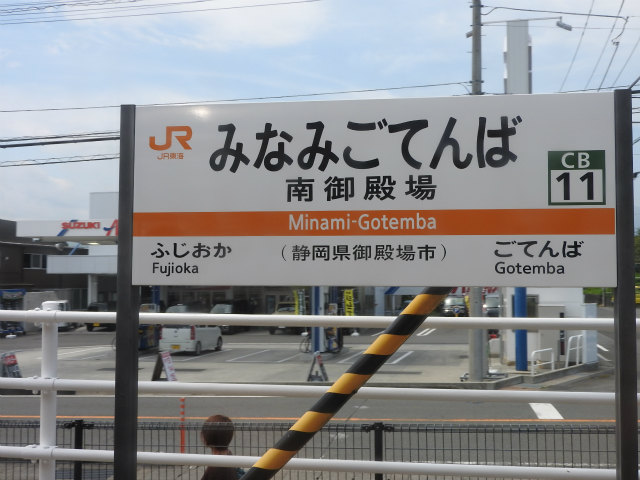 JR
JR東海
みなみごてんば
南御殿場
CB
11
Minami-Gotemba
ふじおか
Fujioka
(静岡県御殿場市)
ごてんば
Gotemba
SUZUKI